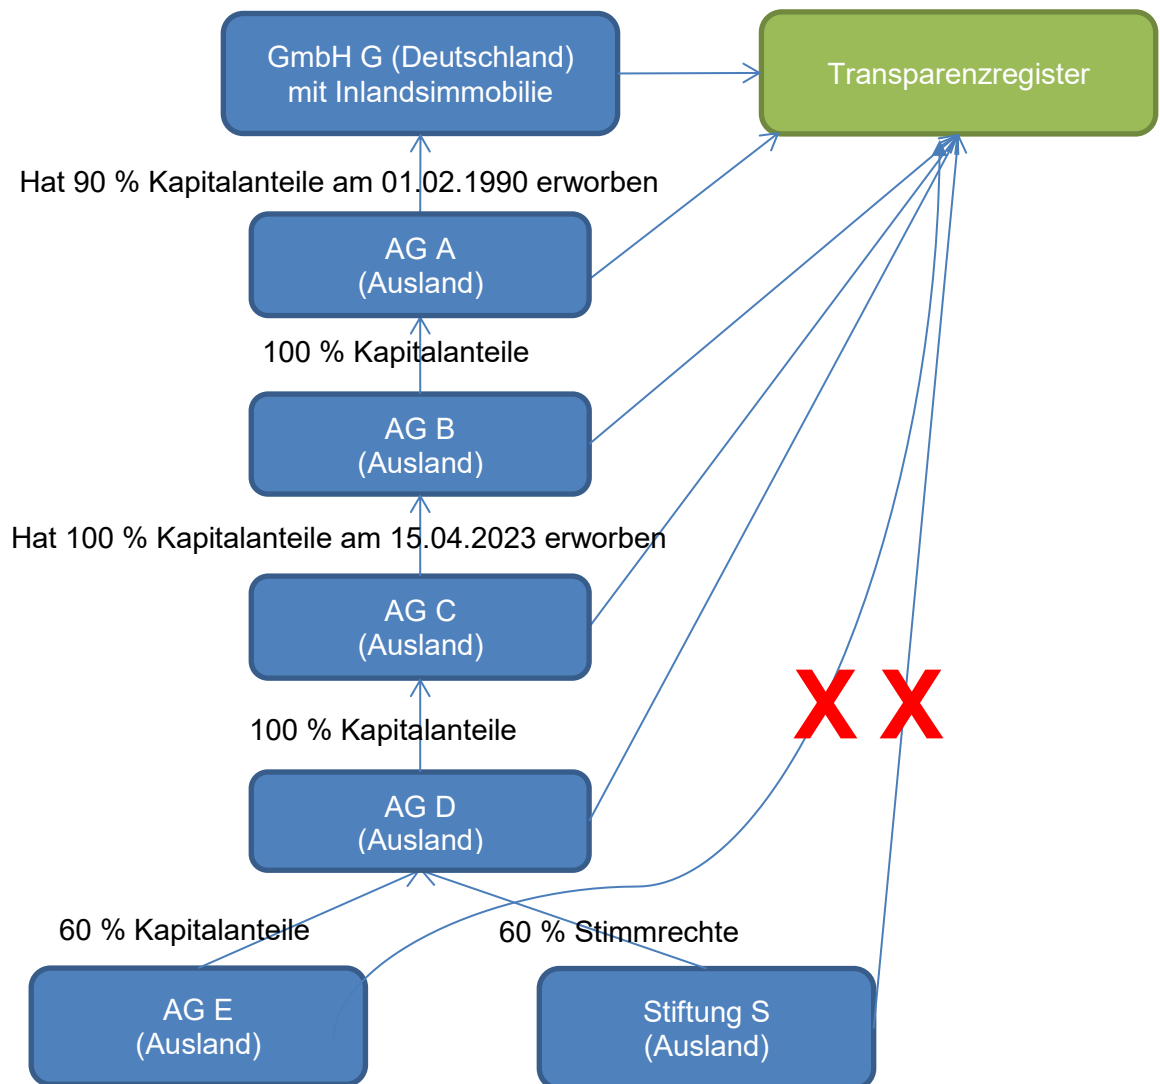 GmbH G (Deutschland)
mit Inlandsimmobilie
Transparenzregister
Hat 90 % Kapitalanteile am 01.02.1990 erworben
AG A
(Ausland)
100 % Kapitalanteile
AG B
(Ausland)
Hat 100 % Kapitalanteile am 15.04.2023 erworben
AG C
(Ausland)
X X
100 % Kapitalanteile
AG D
(Ausland)
60 % Kapitalanteile
60 % Stimmrechte
AG E
(Ausland)
Stiftung S
(Ausland)